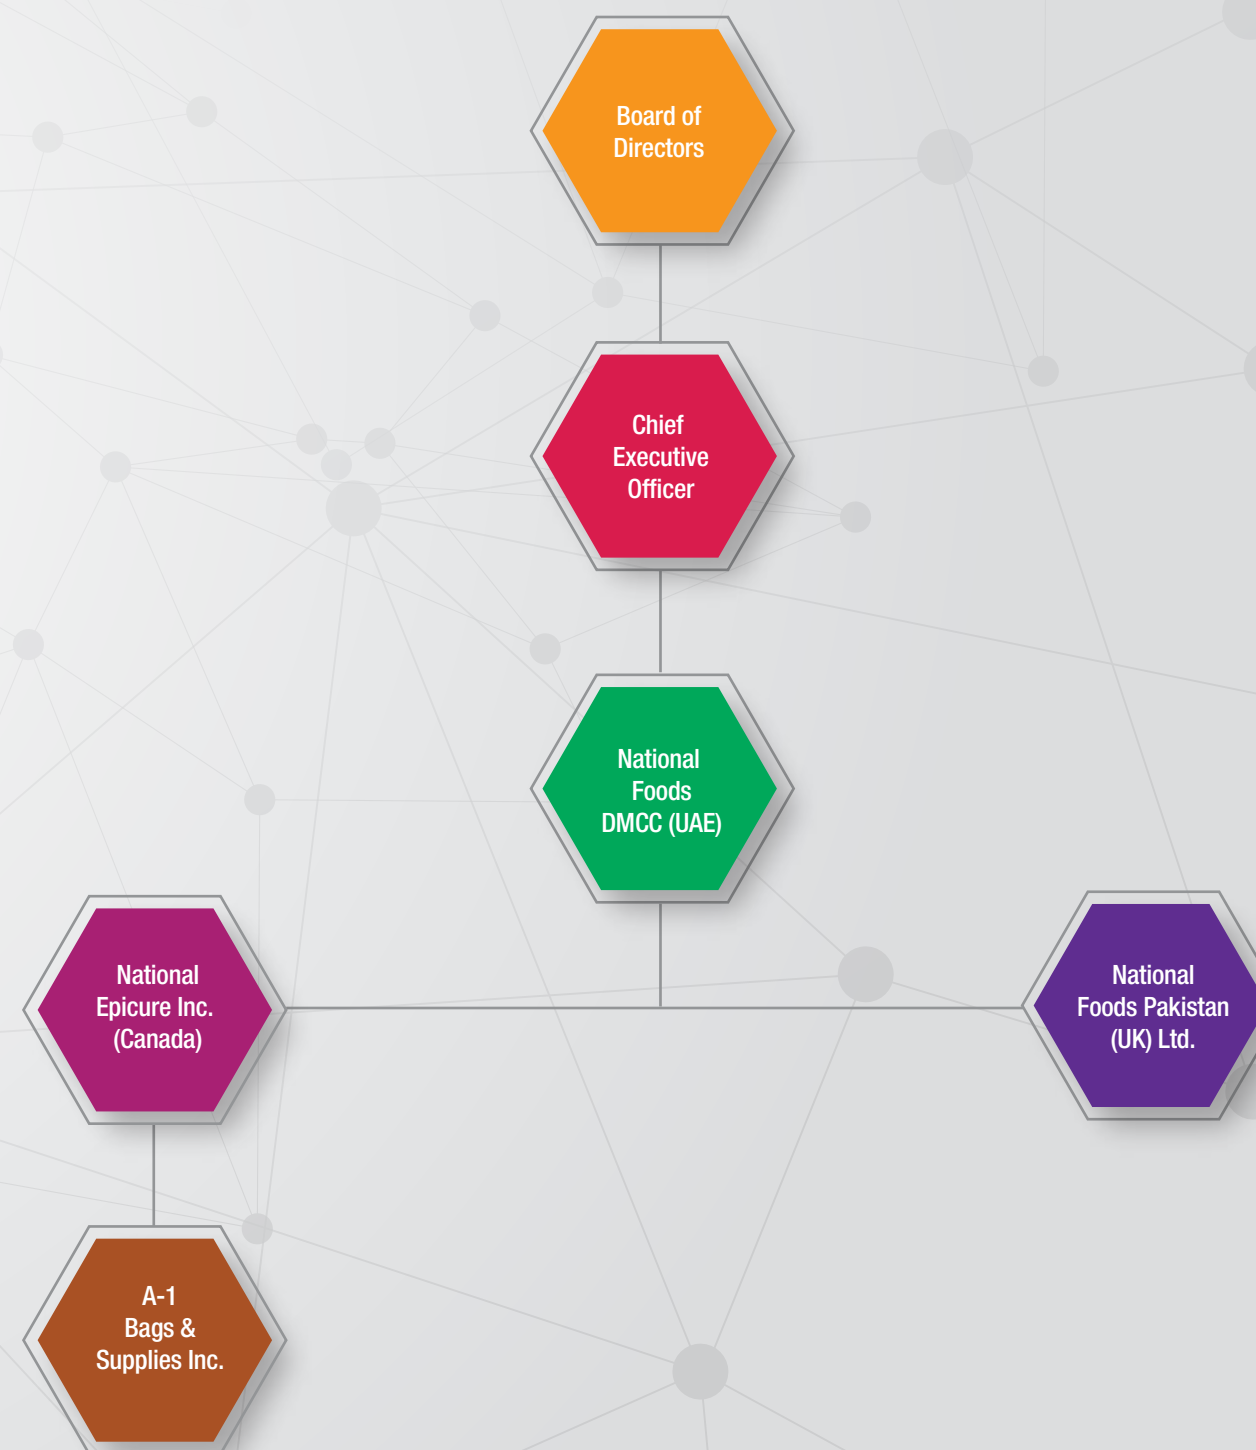 Board of
Directors
Chief
Executive
Officer
National
Foods
DMCC (UAE)
National
Epicure Inc.
(Canada)
National
Foods Pakistan
(UK) Ltd.
A-1
Bags &
Supplies Inc.